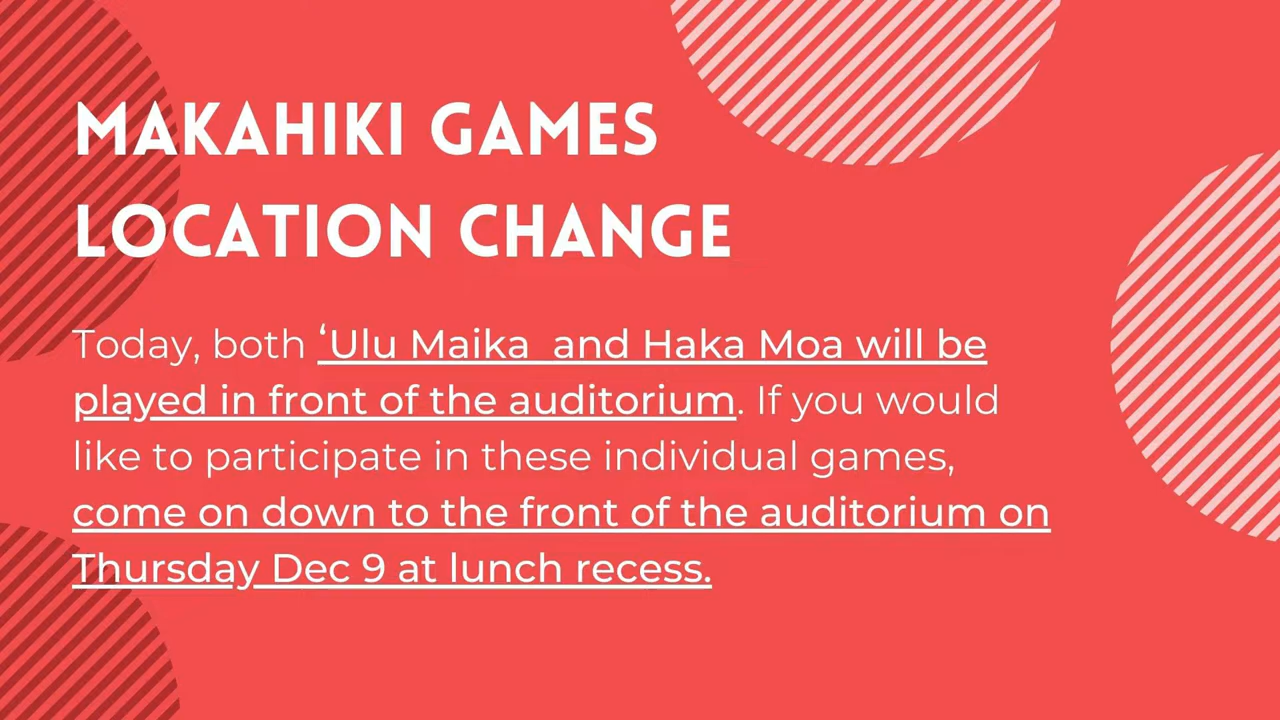 MAKAHIKI GAMES
LOCATION CHANGE
Today, both ‘Ulu Maika  and Haka Moa will be
played in front of the auditorium. If you would
like to participate in these individual games,
come on down to the front of the auditorium on
Thursday Dec 9 at lunch recess.